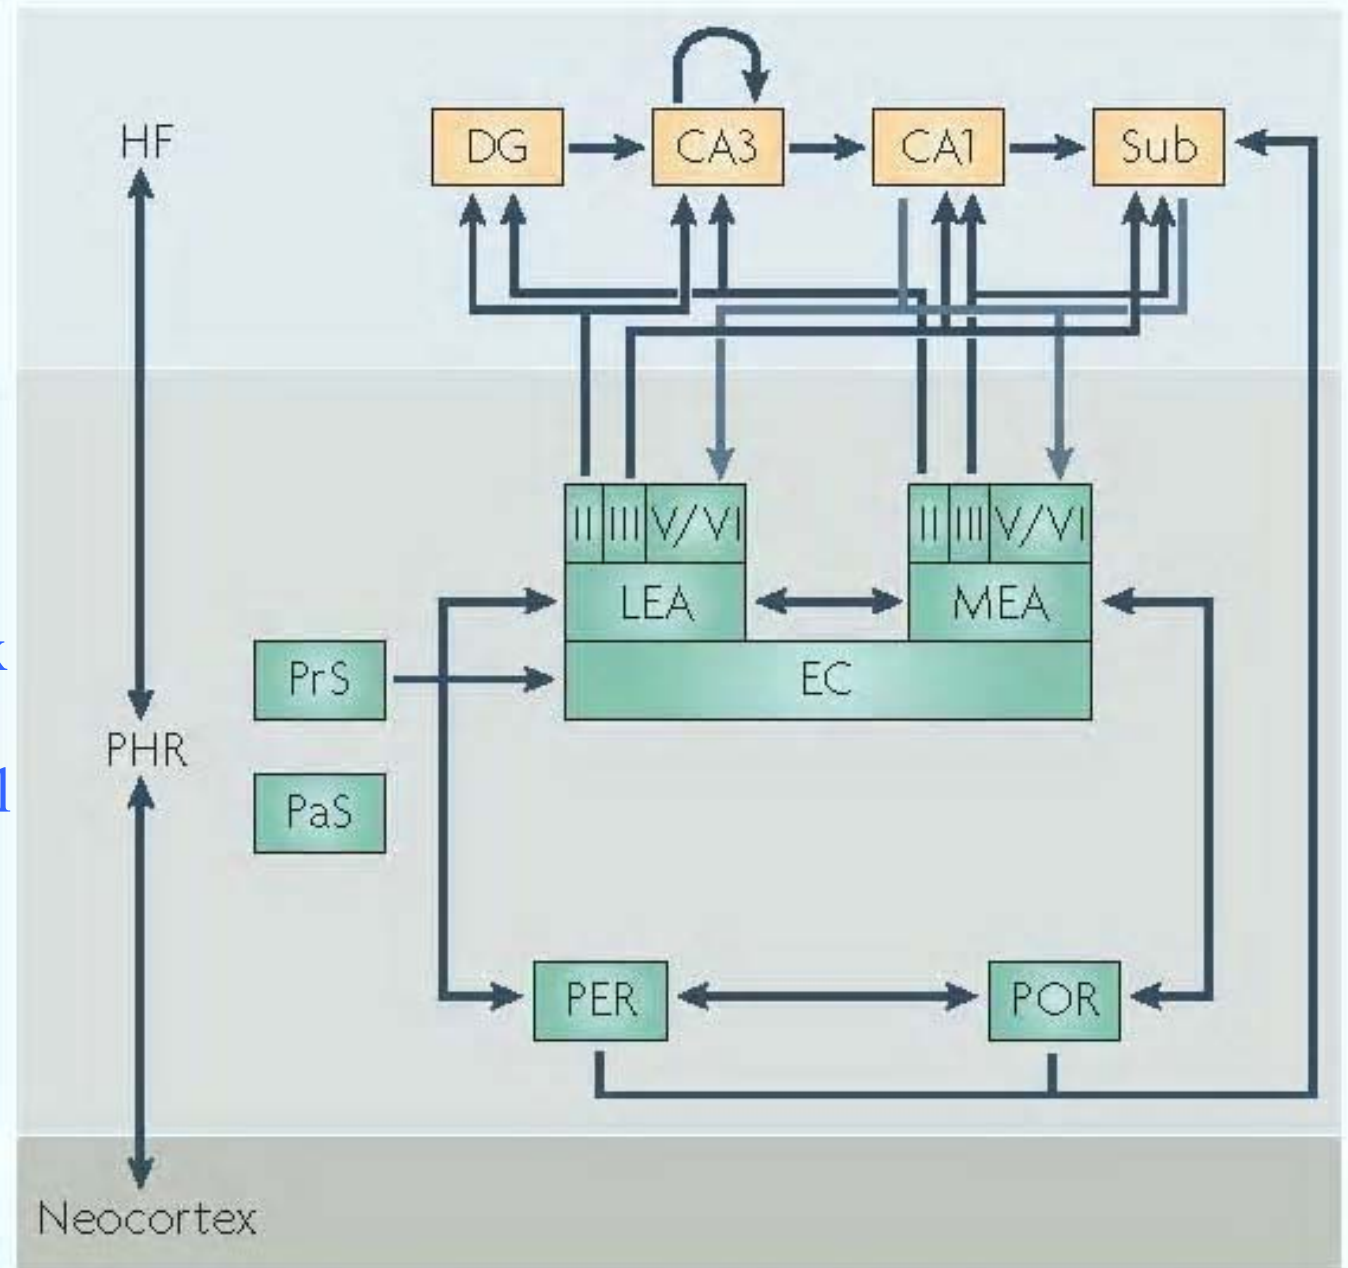 HF
DG
CA3
CA1
Sub
II
III
V/VI
II
III
V/VI
LEA
MEA
PrS
EC
PHR
PaS
PER
POR
Neocortex